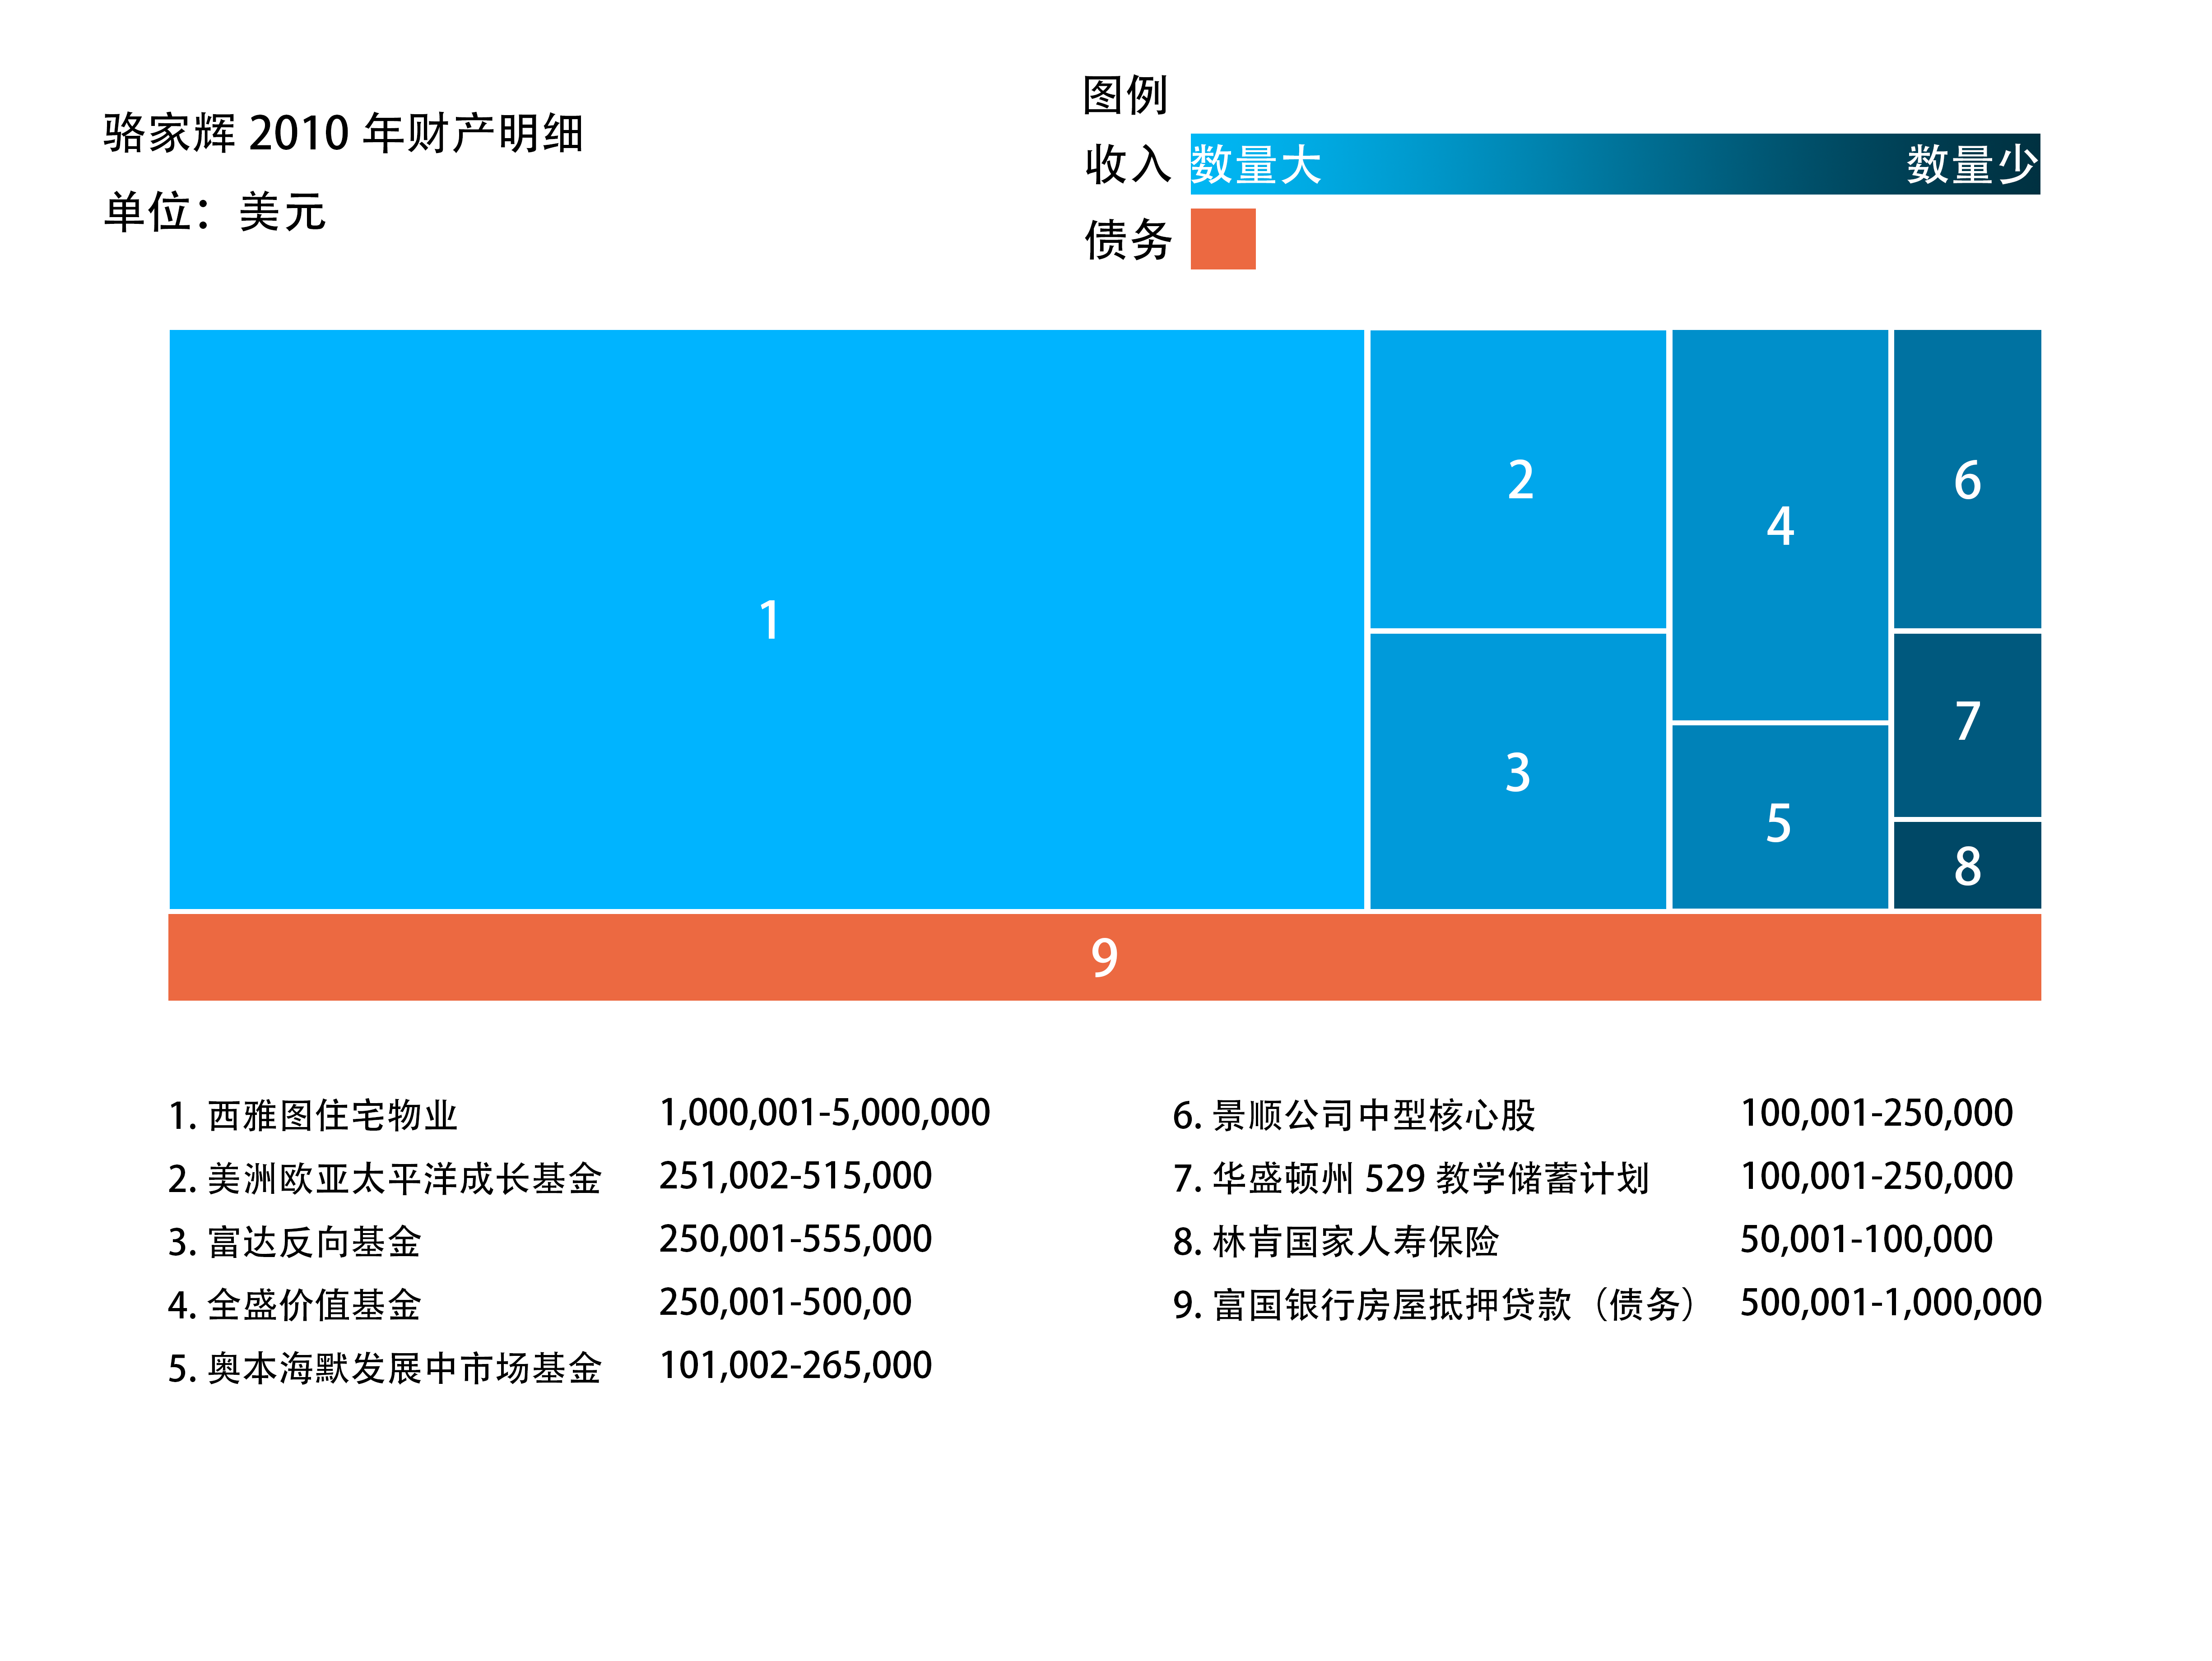 骆家辉 2010 年财产明细
单位：美元
图例
收入 数量大 数量少
债务
1
2
3
4
5
6
7
8
9
1. 西雅图住宅物业 1,000,001-5,000,000
2. 美洲欧亚太平洋成长基金 251,002-515,000
3. 富达反向基金 250,001-555,000
4. 全盛价值基金 250,001-500,00
5. 奥本海默发展中市场基金 101,002-265,000
6. 景顺公司中型核心股 100,001-250,000
7. 华盛顿州 529 教学储蓄计划 100,001-250,000
8. 林肯国家人寿保险 50,001-100,000
9. 富国银行房屋抵押贷款（债务） 500,001-1,000,000